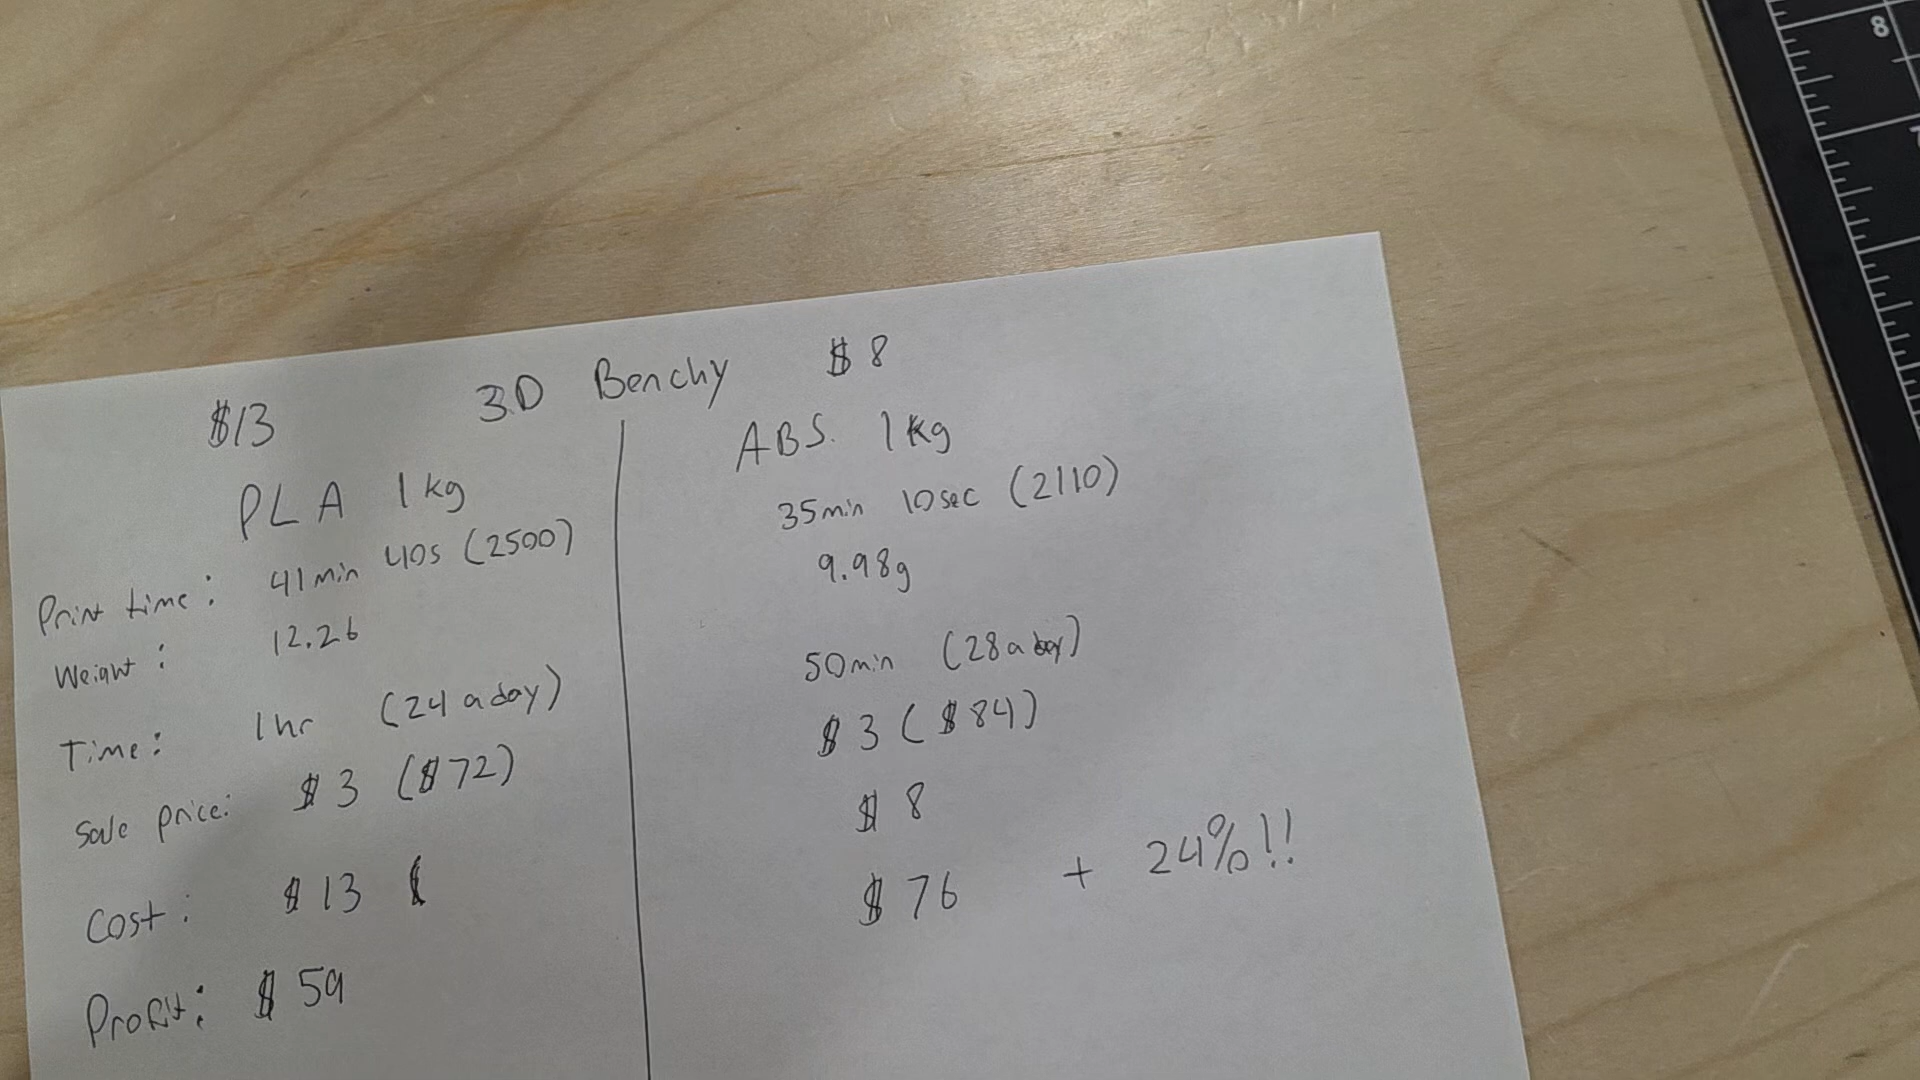 3D Benchy
$13
PLA 1kg
Print time: 41min 40s (2500)
Weight: 12.26
Time: 1hr (24 a day)
Sale price: $3 ($72)
Cost: $13
Profit: $59
$8
ABS. 1kg
35min 10sec (2110)
9.98g
50min (28 a day)
$3 ($84)
$8
$76 + 24%!!
8